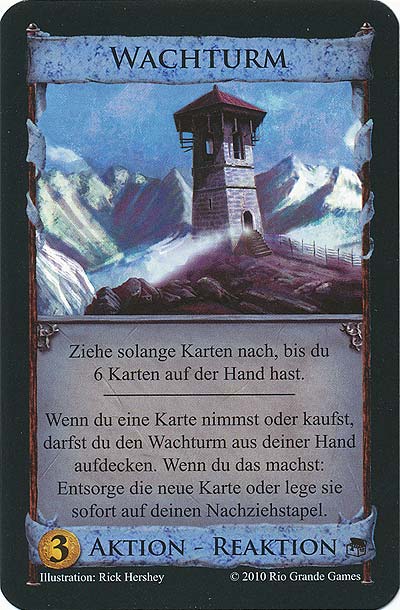 WACHTURM
Ziehe solange Karten nach, bis du
6 Karten auf der Hand hast.
Wenn du eine Karte nimmst oder kaufst,
darfst du den Wachturm aus deiner Hand
aufdecken. Wenn du das machst:
Entsorge die neue Karte oder lege sie
sofort auf deinen Nachziehstapel.
3 AKTION - REAKTION
Illustration: Rick Hershey © 2010 Rio Grande Games